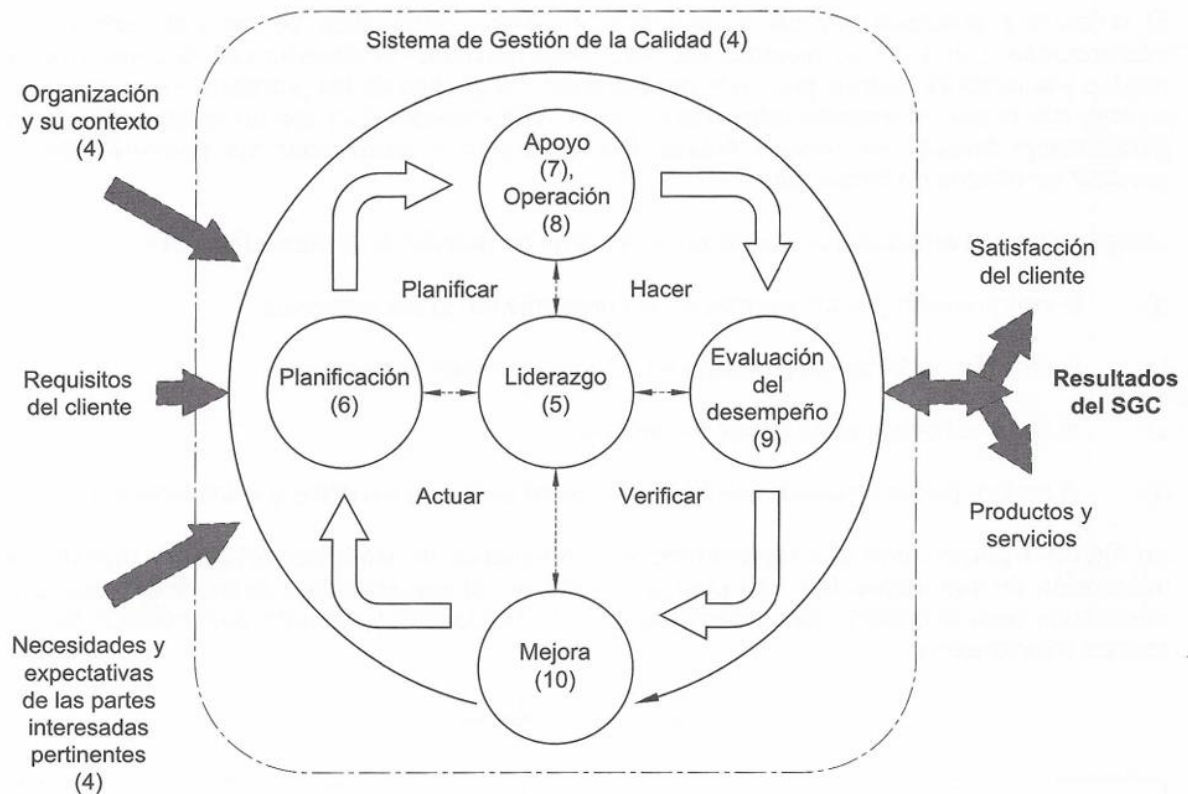 Sistema de Gestión de la Calidad (4)
Organización
y su contexto
(4)
Apoyo
(7),
Operación
(8)
Planificar
Hacer
Satisfacción
del cliente
Requisitos
del cliente
Planificación
(6)
Liderazgo
(5)
Evaluación
del
desempeño
(9)
Resultados
del SGC
Actuar
Verificar
Productos y
servicios
Necesidades y
expectativas
de las partes
interesadas
pertinentes
(4)
Mejora
(10)